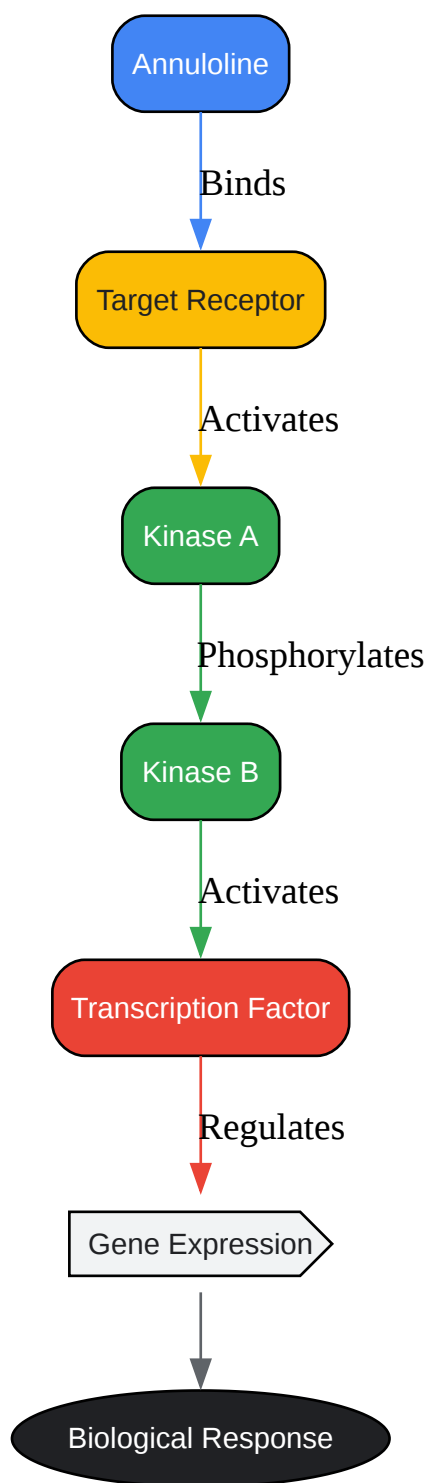 Annuloline
Binds
Target Receptor
Activates
Kinase A
Phosphorylates
Kinase B
Activates
Transcription Factor
Regulates
Gene Expression
Biological Response